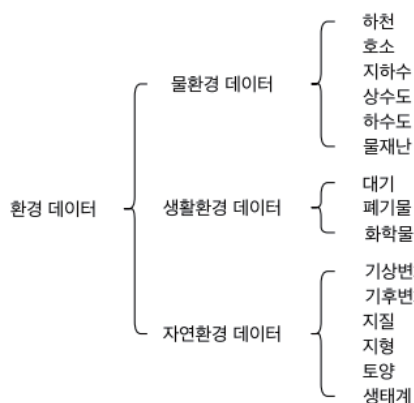 환경 데이터
물환경 데이터
하천
호소
지하수
상수도
하수도
물재난
생활환경 데이터
대기
폐기물
화학물
자연환경 데이터
기상변
기후변
지질
지형
토양
생태계